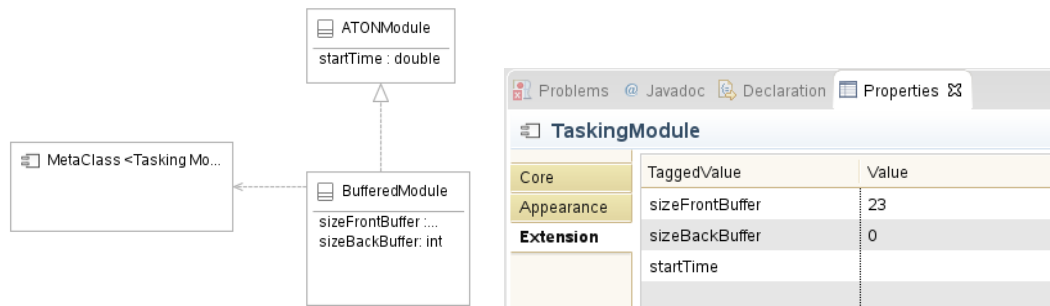 ATONModule
startTime : double
MetaClass <Tasking Mo...
BufferedModule
sizeFrontBuffer :...
sizeBackBuffer: int
Problems @ Javadoc Declaration Properties
TaskingModule
Core
Appearance
Extension
TaggedValue Value
sizeFrontBuffer 23
sizeBackBuffer 0
startTime